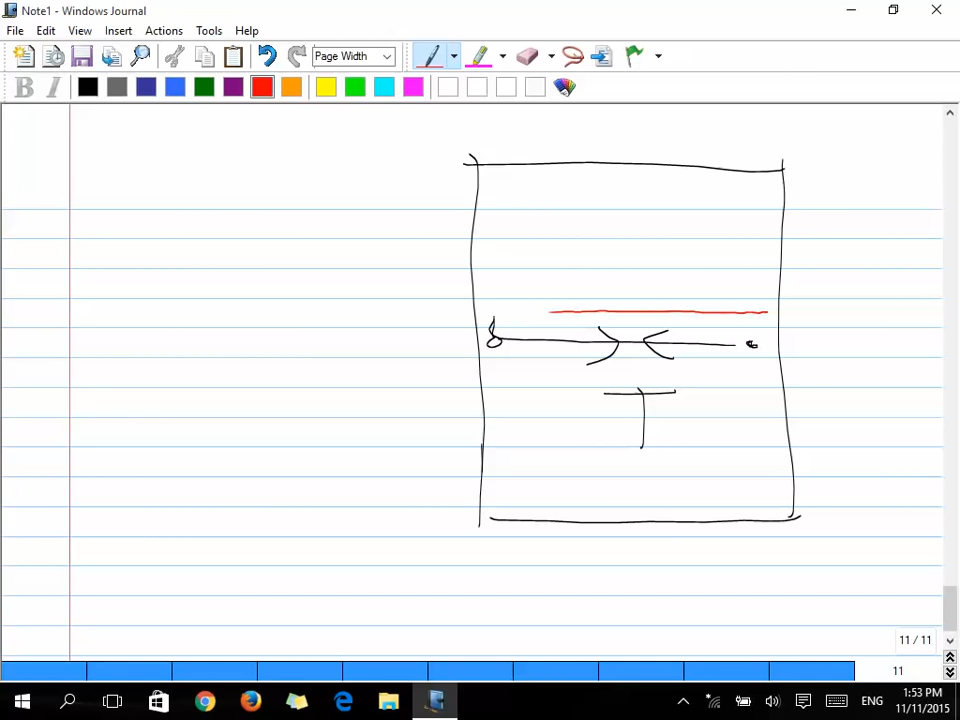 Note1 - Windows Journal
File Edit View Insert Actions Tools Help
Page Width
B I
T
11 / 11
11
ENG
1:53 PM
11/11/2015